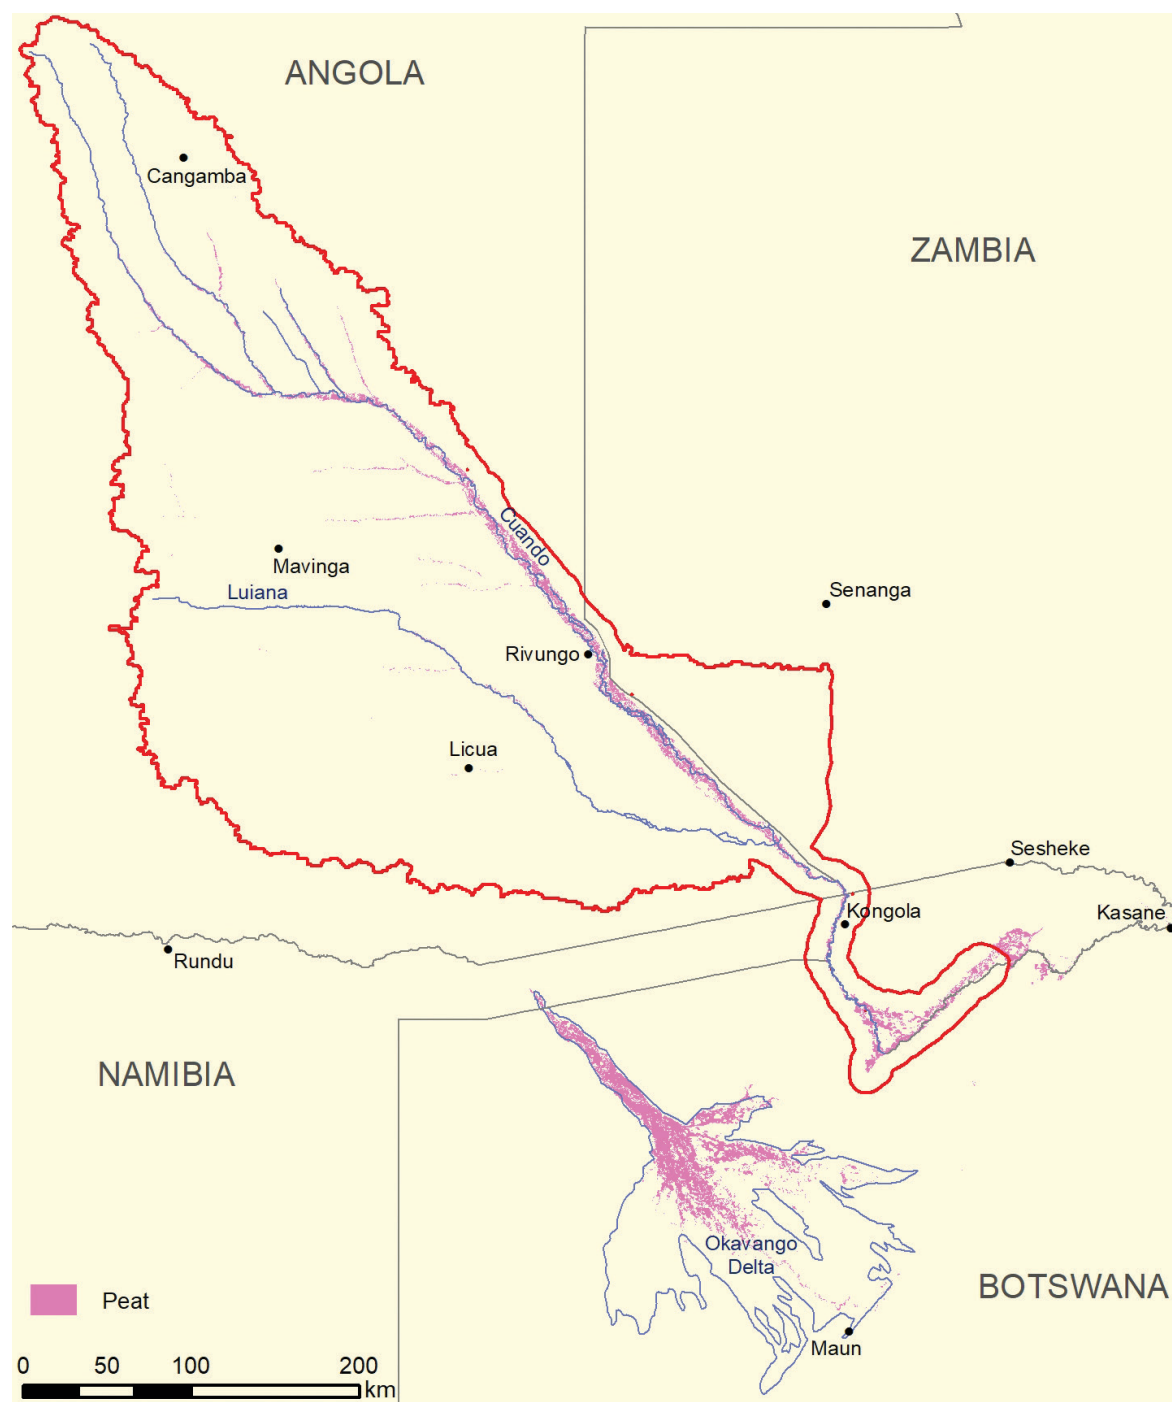 ANGOLA
Cangamba
ZAMBIA
Cuando
Mavinga
Luiana
Senanga
Rivungo
Licua
Sesheke
Kongola
Kasane
Rundu
NAMIBIA
Okavango
Delta
BOTSWANA
Peat
Maun
0 50 100 200
km